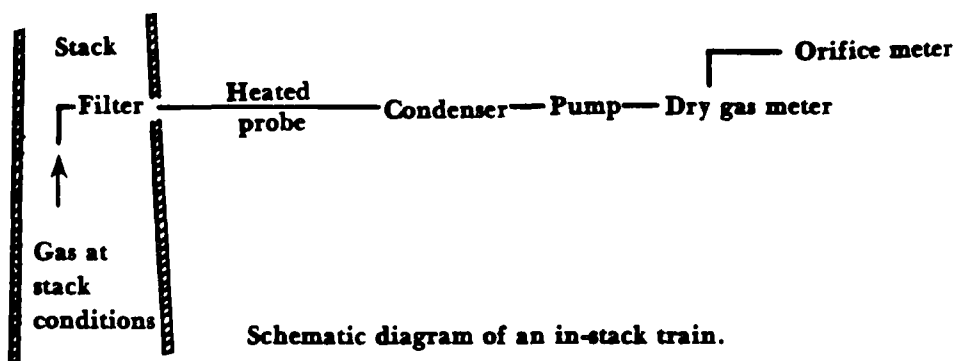 Stack
Orifice meter
Filter
Heated
probe
Condenser
Pump
Dry gas meter
Gas at
stack
conditions
Schematic diagram of an in-stack train.